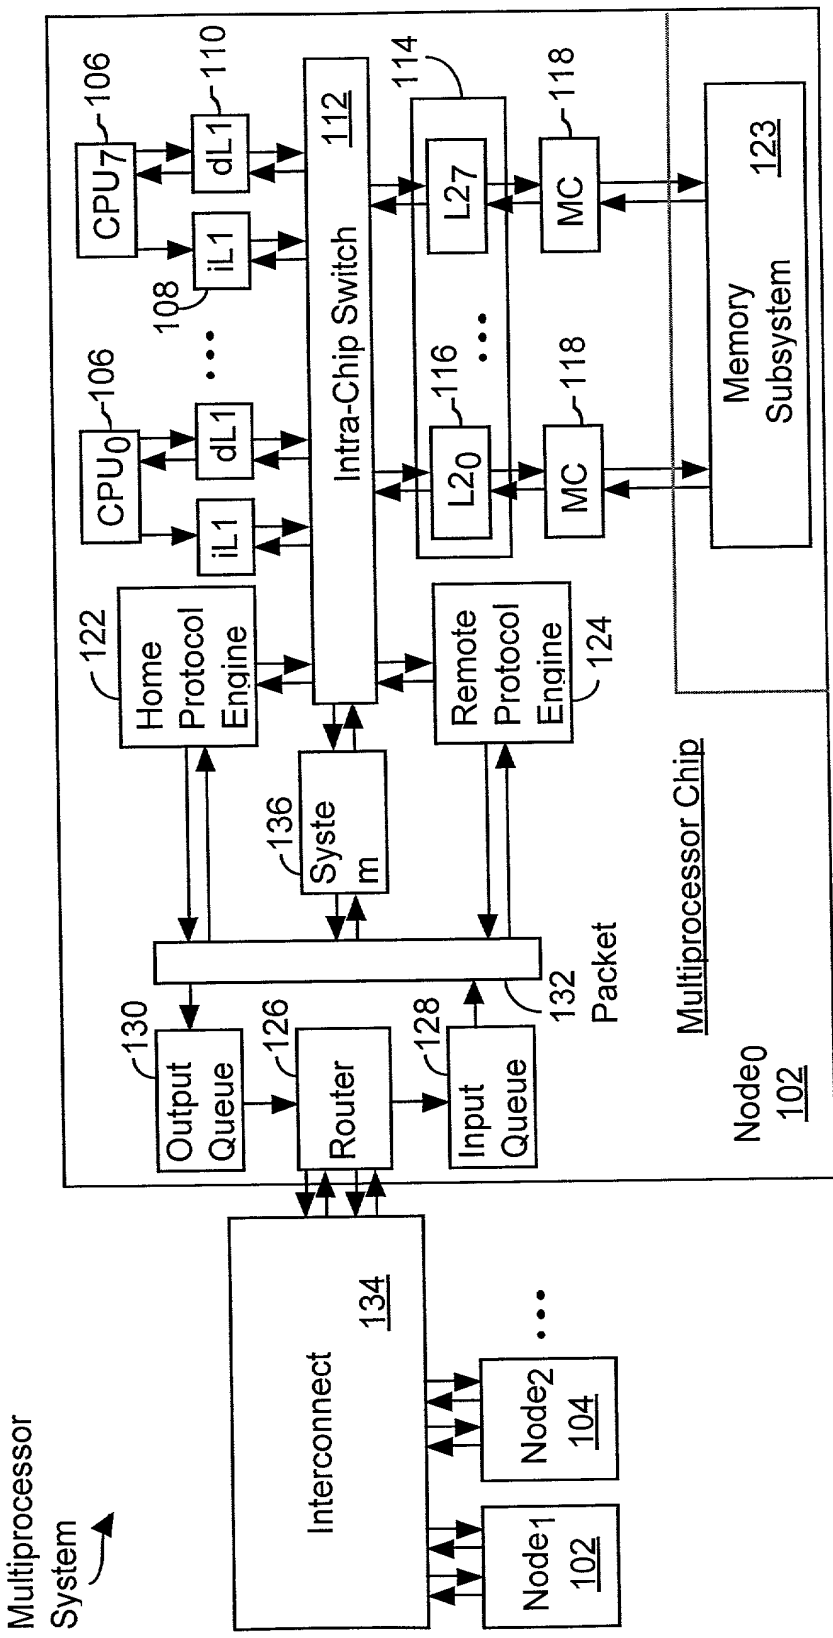 Multiprocessor
System
CPU0
106
CPU7
106
110
iL1
dL1
iL1
dL1
108
• • •
122
Home
Protocol
Engine
130
Output
Queue
126
Router
136
Syste
m
Intra-Chip Switch
112
114
Interconnect
134
128
Input
Queue
132
Packet
Remote
Protocol
Engine
124
L20
116
• • •
L27
MC
118
MC
118
Node1
102
Node2
104
• • •
Multiprocessor Chip
Node0
102
Memory
Subsystem
123